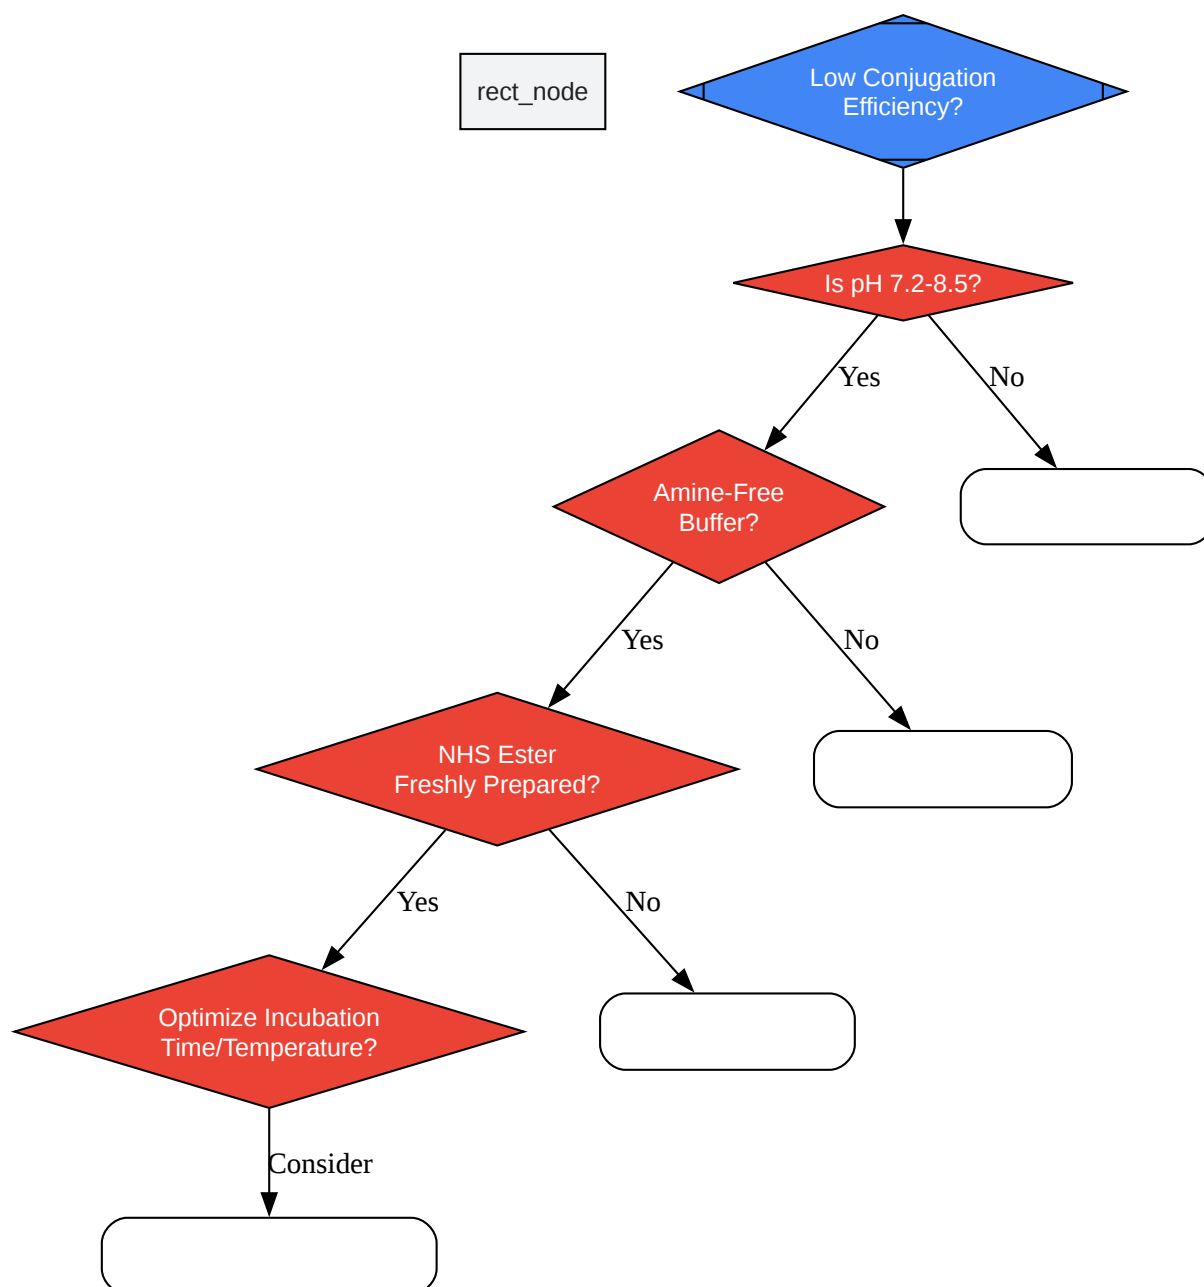 rect_node
Low Conjugation
Efficiency?
Is pH 7.2-8.5?
Yes
No
Amine-Free
Buffer?
Yes
No
NHS Ester
Freshly Prepared?
Yes
No
Optimize Incubation
Time/Temperature?
Consider